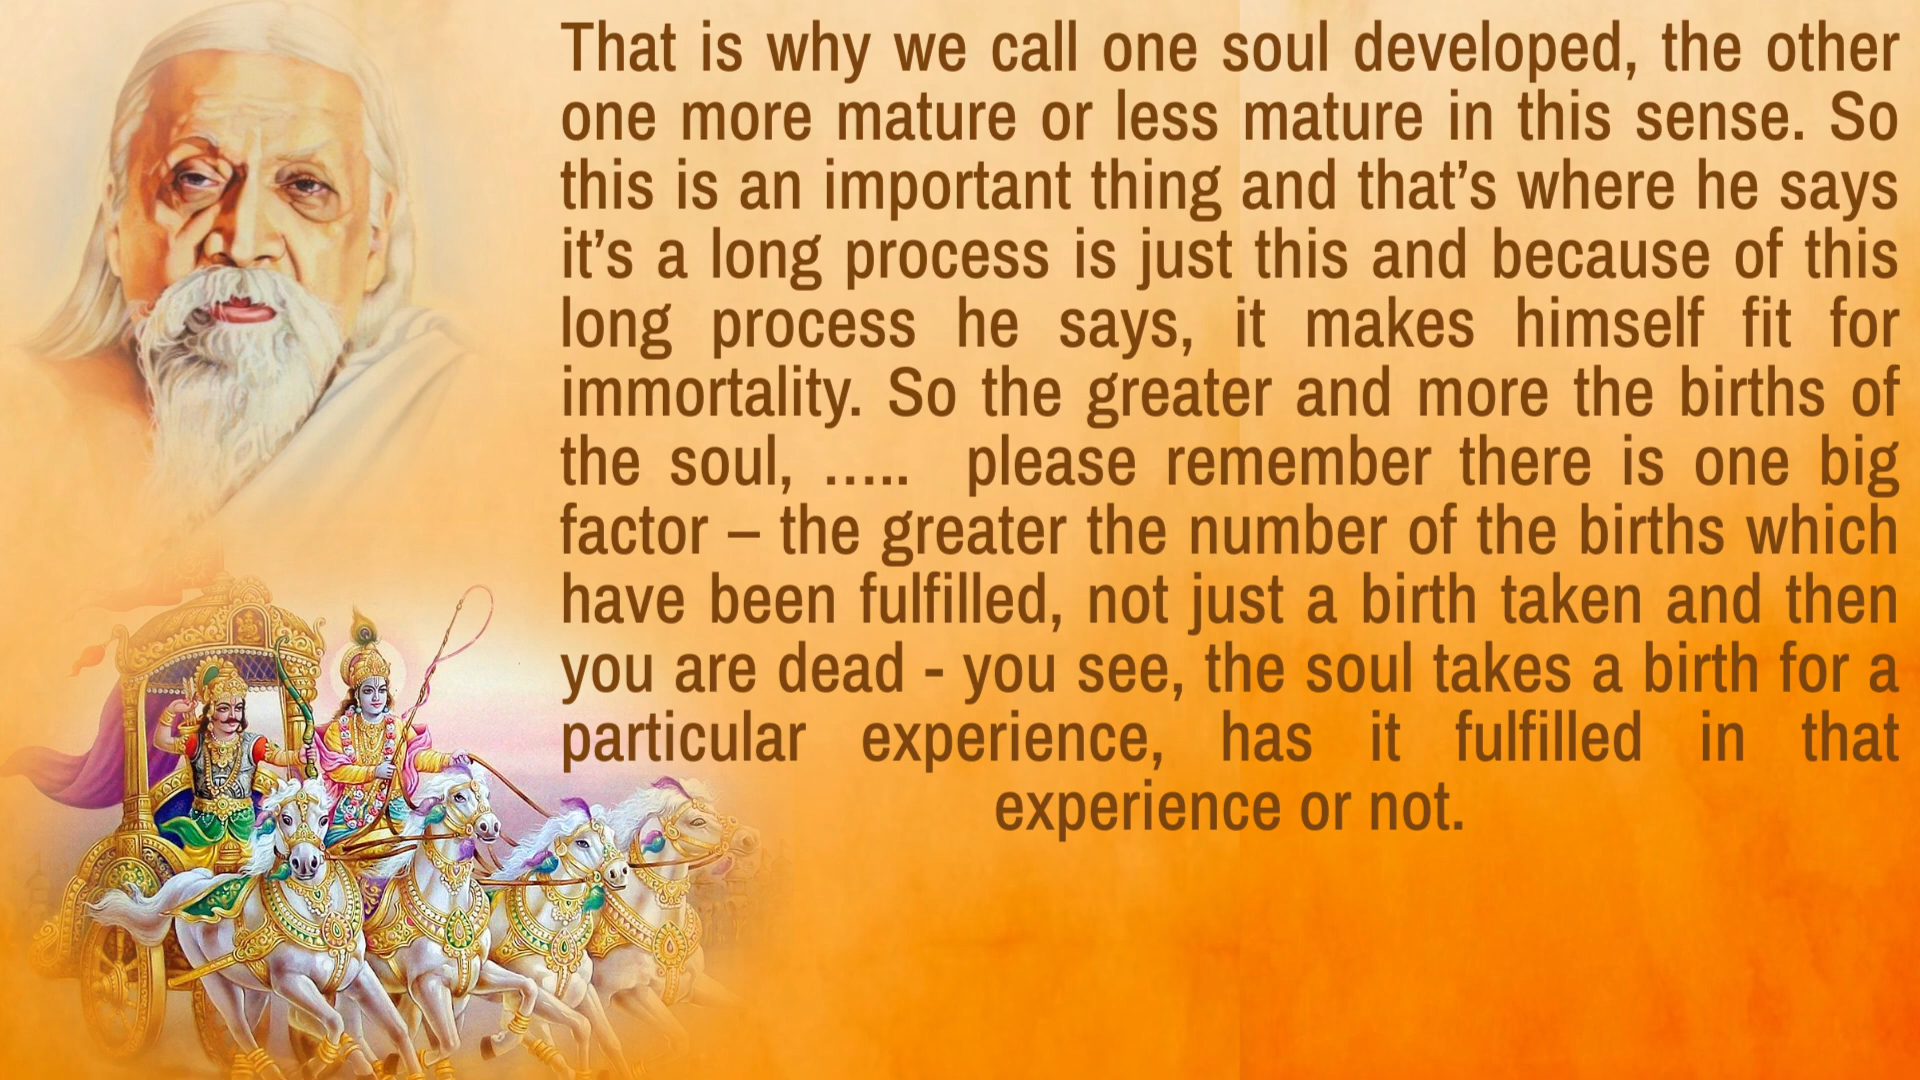 That is why we call one soul developed, the other
one more mature or less mature in this sense. So
this is an important thing and that’s where he says
it’s a long process is just this and because of this
long process he says, it makes himself fit for
immortality. So the greater and more the births of
the soul, ….. please remember there is one big
factor – the greater the number of the births which
have been fulfilled, not just a birth taken and then
you are dead - you see, the soul takes a birth for a
particular experience, has it fulfilled in that
experience or not.